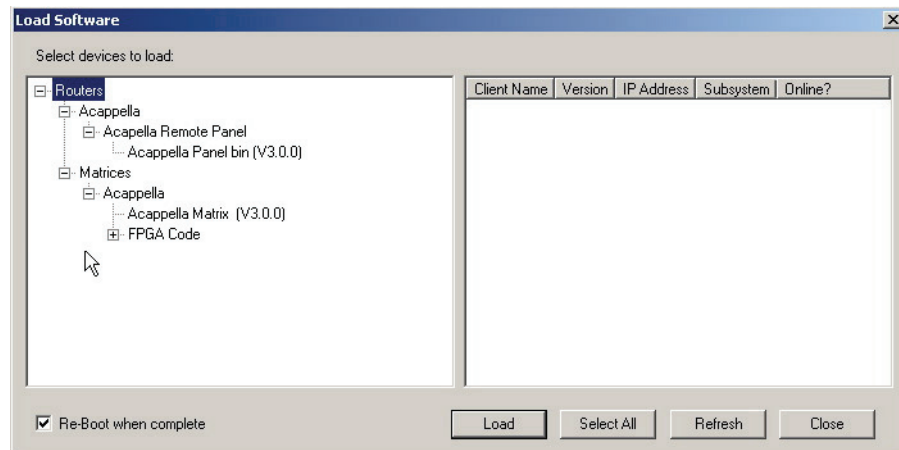 Load Software
Select devices to load:
Routers
Acappella
Acapella Remote Panel
Acappella Panel bin (V3.0.0)
Matrices
Acappella
Acappella Matrix (V3.0.0)
FPGA Code
Client Name Version IP Address Subsystem Online?
Re-Boot when complete
Load Select All Refresh Close